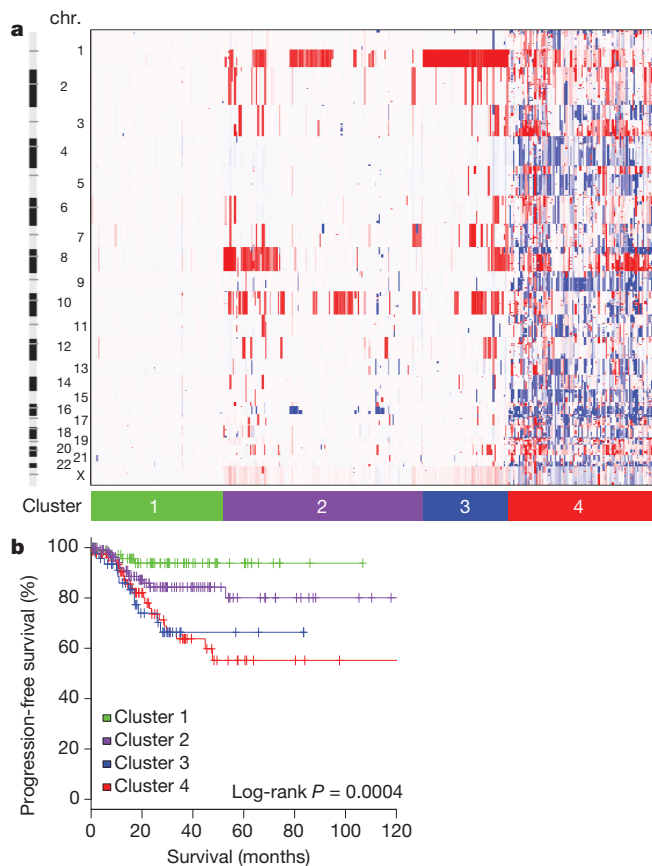 a
chr.
1
2
3
4
5
6
7
8
9
10
11
12
13
14
15
16
17
18
19
20
21
22
X
Cluster
1 2 3 4
b
Progression-free survival (%)
100
80
60
40
20
0
Cluster 1
Cluster 2
Cluster 3
Cluster 4
Log-rank P = 0.0004
0 20 40 60 80 100 120
Survival (months)